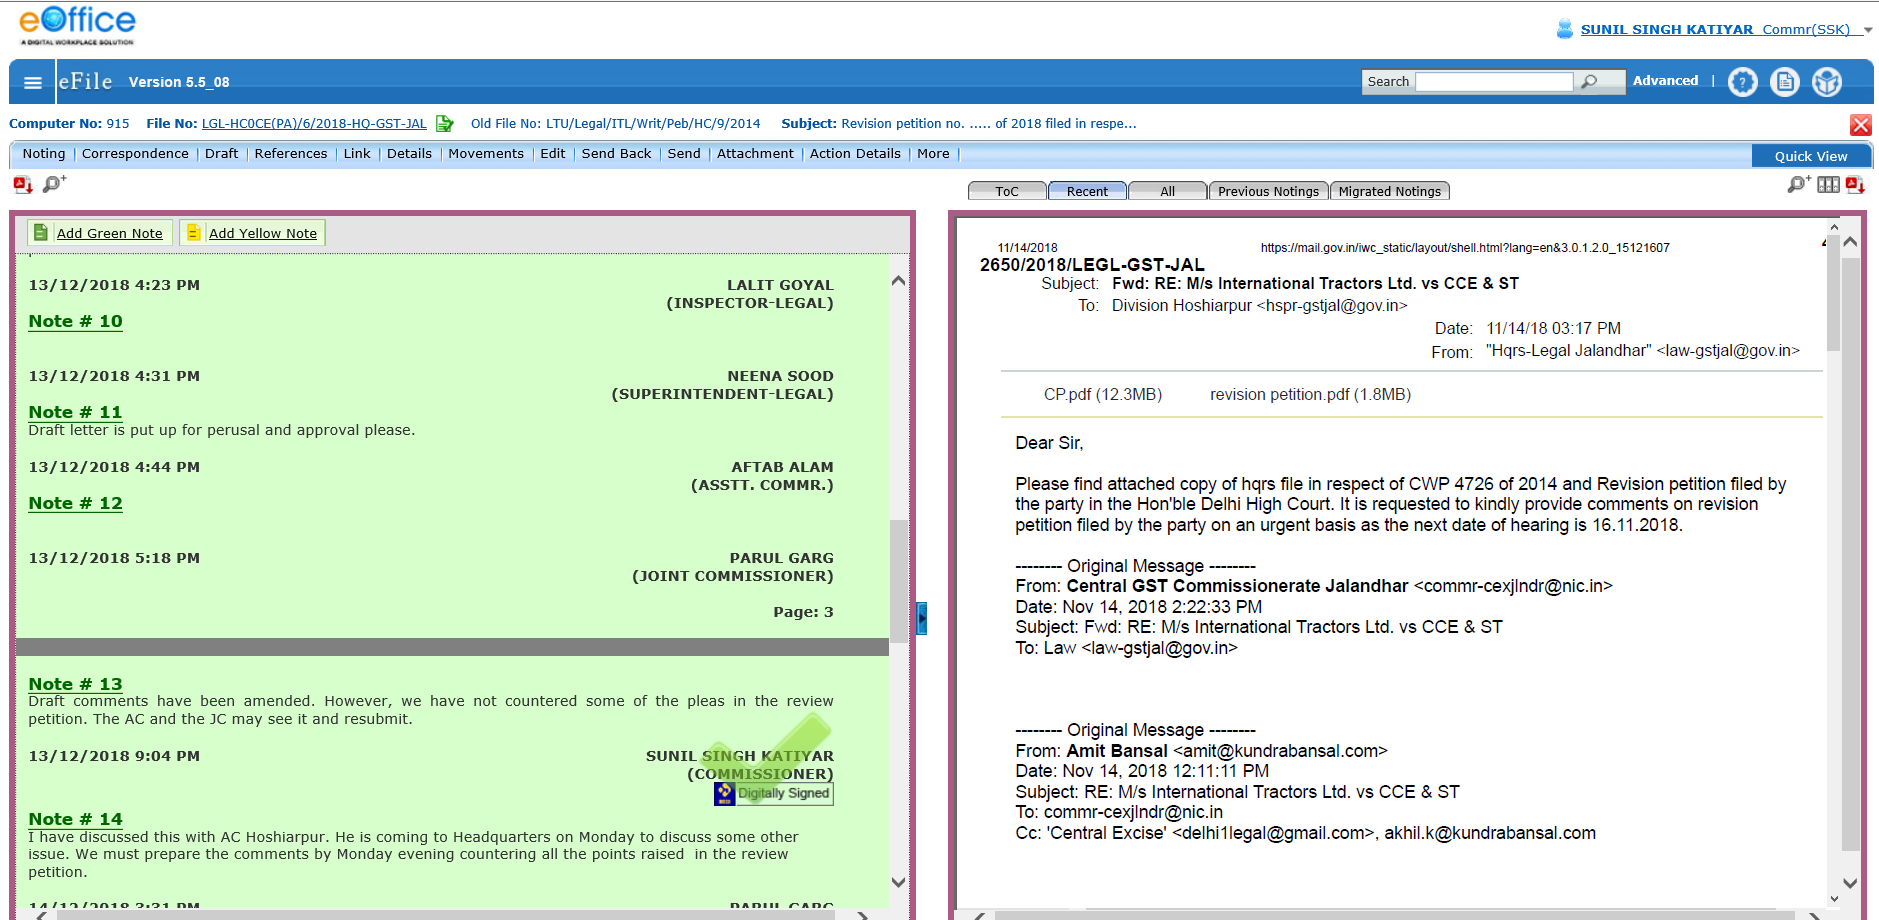 eOffice
A DIGITAL WORKPLACE SOLUTION
SUNIL SINGH KATIYAR Commr(SSK)
eFile Version 5.5_08
Search
Advanced |
Computer No: 915 File No: LGL-HC0CE(PA)/6/2018-HQ-GST-JAL Old File No: LTU/Legal/ITL/Writ/Peb/HC/9/2014 Subject: Revision petition no. ..... of 2018 filed in respe...
Noting | Correspondence | Draft | References | Link | Details | Movements | Edit | Send Back | Send | Attachment | Action Details | More |
Quick View
ToC Recent All Previous Notings Migrated Notings
Add Green Note Add Yellow Note
13/12/2018 4:23 PM LALIT GOYAL
(INSPECTOR-LEGAL)
Note # 10
13/12/2018 4:31 PM NEENA SOOD
(SUPERINTENDENT-LEGAL)
Note # 11
Draft letter is put up for perusal and approval please.
13/12/2018 4:44 PM AFTAB ALAM
(ASSTT. COMMR.)
Note # 12
13/12/2018 5:18 PM PARUL GARG
(JOINT COMMISSIONER)
Page: 3
Note # 13
Draft comments have been amended. However, we have not countered some of the pleas in the review
petition. The AC and the JC may see it and resubmit.
13/12/2018 9:04 PM SUNIL SINGH KATIYAR
(COMMISSIONER)
Digitally Signed
Note # 14
I have discussed this with AC Hoshiarpur. He is coming to Headquarters on Monday to discuss some other
issue. We must prepare the comments by Monday evening countering all the points raised in the review
petition.
14/12/2018 3:31 PM PARUL GARG
11/14/2018 https://mail.gov.in/iwc_static/layout/shell.html?lang=en&3.0.1.2.0_15121607
2650/2018/LEGL-GST-JAL
Subject: Fwd: RE: M/s International Tractors Ltd. vs CCE & ST
To: Division Hoshiarpur <hspr-gstjal@gov.in>
Date: 11/14/18 03:17 PM
From: "Hqrs-Legal Jalandhar" <law-gstjal@gov.in>
CP.pdf (12.3MB) revision petition.pdf (1.8MB)
Dear Sir,
Please find attached copy of hqrs file in respect of CWP 4726 of 2014 and Revision petition filed by
the party in the Hon'ble Delhi High Court. It is requested to kindly provide comments on revision
petition filed by the party on an urgent basis as the next date of hearing is 16.11.2018.
-------- Original Message --------
From: Central GST Commissionerate Jalandhar <commr-cexjlndr@nic.in>
Date: Nov 14, 2018 2:22:33 PM
Subject: Fwd: RE: M/s International Tractors Ltd. vs CCE & ST
To: Law <law-gstjal@gov.in>
-------- Original Message --------
From: Amit Bansal <amit@kundrabansal.com>
Date: Nov 14, 2018 12:11:11 PM
Subject: RE: M/s International Tractors Ltd. vs CCE & ST
To: commr-cexjlndr@nic.in
Cc: 'Central Excise' <delhi1legal@gmail.com>, akhil.k@kundrabansal.com